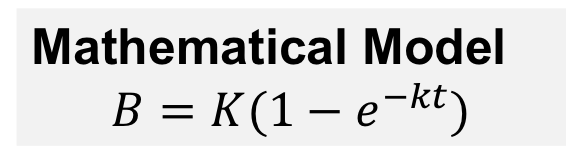 Mathematical Model
B = K(1 − e^{−kt})